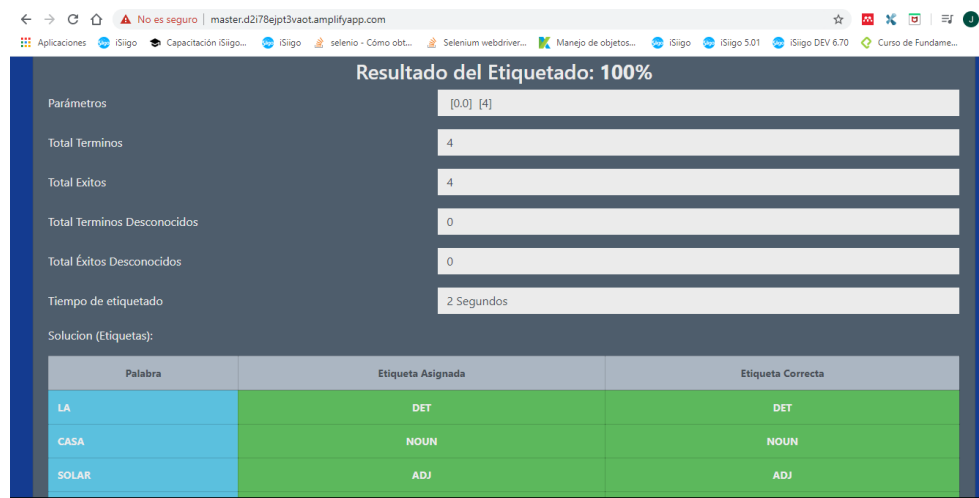 No es seguro | master.d2i78ejpt3vaot.amplifyapp.com
J
Aplicaciones iSiigo Capacitación iSiigo... iSiigo selenio - Cómo obt... Selenium webdriver... Manejo de objetos... iSiigo iSiigo 5.01 iSiigo DEV 6.70 Curso de Fundame...
Resultado del Etiquetado: 100%
Parámetros [0.0] [4]
Total Terminos 4
Total Exitos 4
Total Terminos Desconocidos 0
Total Éxitos Desconocidos 0
Tiempo de etiquetado 2 Segundos
Solucion (Etiquetas):
Palabra Etiqueta Asignada Etiqueta Correcta
LA DET DET
CASA NOUN NOUN
SOLAR ADJ ADJ